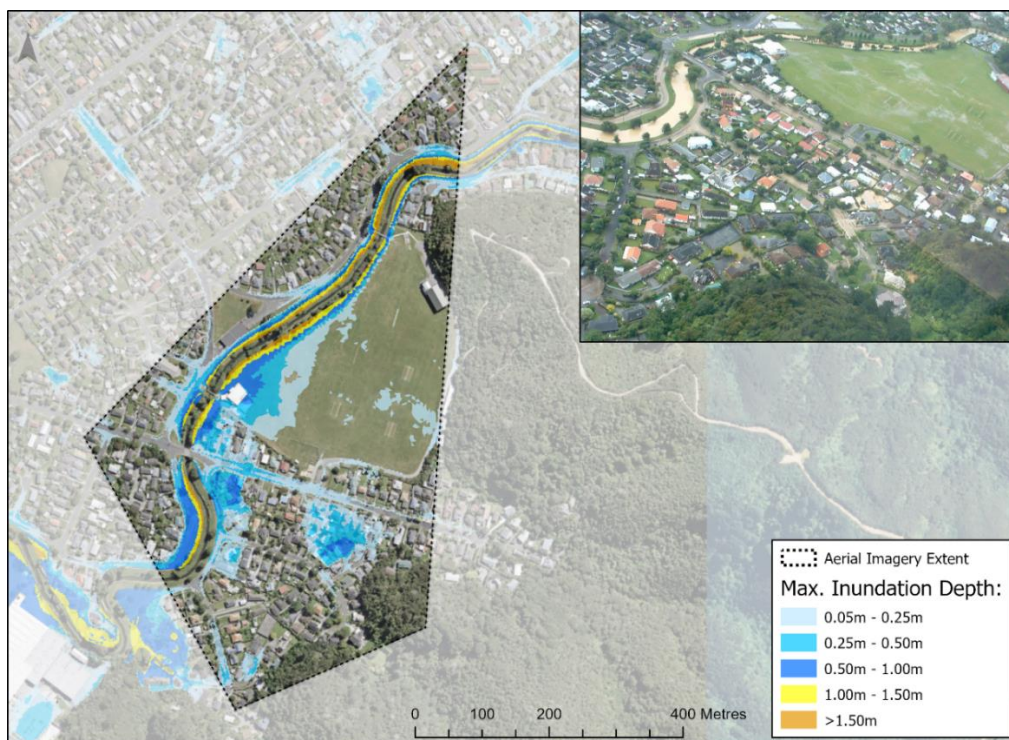 Aerial Imagery Extent
Max. Inundation Depth:
0.05m - 0.25m
0.25m - 0.50m
0.50m - 1.00m
1.00m - 1.50m
>1.50m
0 100 200 400 Metres